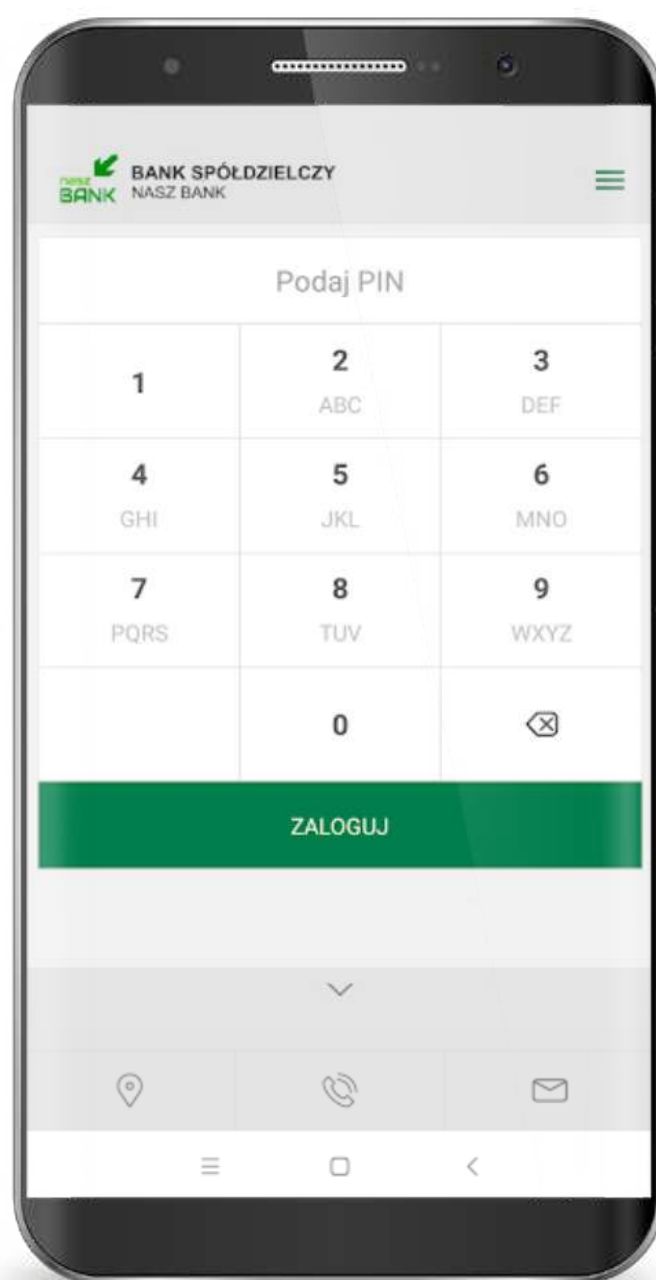 nasz
BANK
BANK SPÓŁDZIELCZY
NASZ BANK
Podaj PIN
1
2
ABC
3
DEF
4
GHI
5
JKL
6
MNO
7
PQRS
8
TUV
9
WXYZ
0
ZALOGUJ